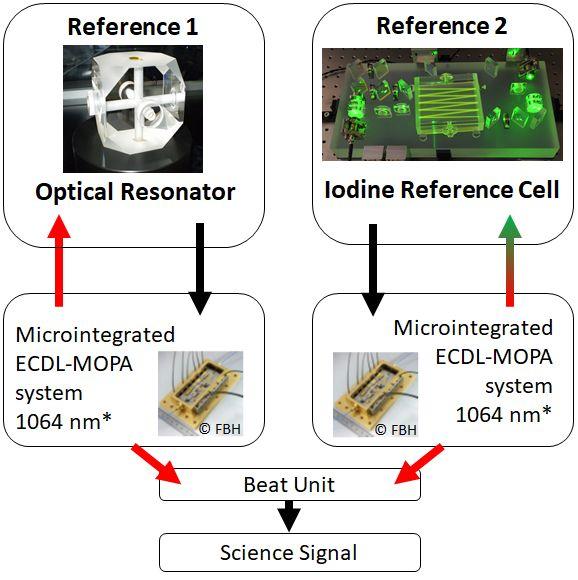 Reference 1
Optical Resonator
Reference 2
Iodine Reference Cell
Microintegrated
ECDL-MOPA
system
1064 nm*
© FBH
Microintegrated
ECDL-MOPA
system
1064 nm*
© FBH
Beat Unit
Science Signal